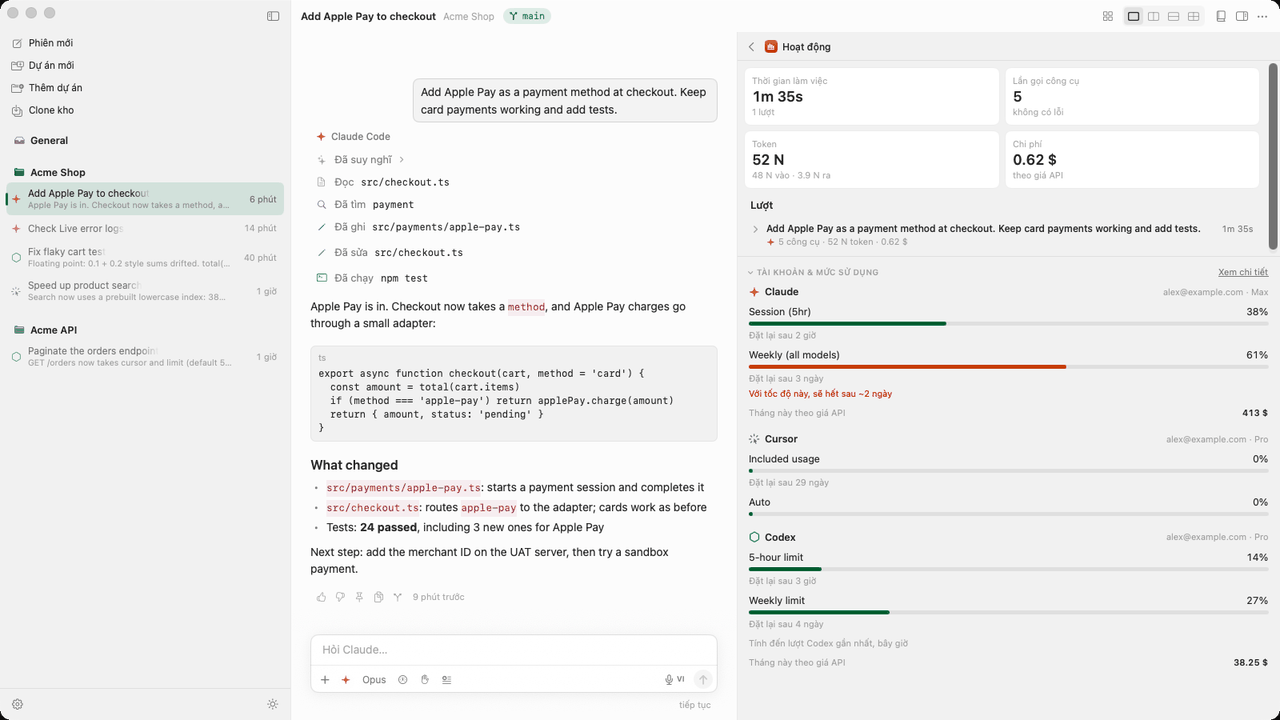 Phiên mới
Dự án mới
Thêm dự án
Clone kho
General
Acme Shop
Add Apple Pay to checkout
6 phút
Apple Pay is in. Checkout now takes a method, a...
Check Live error logs
14 phút
Fix flaky cart test
40 phút
Floating point: 0.1 + 0.2 style sums drifted. total(...
Speed up product search
1 giờ
Search now uses a prebuilt lowercase index: 38...
Acme API
Paginate the orders endpoint
1 giờ
GET /orders now takes cursor and limit (default 5...
Add Apple Pay to checkout Acme Shop main
Add Apple Pay as a payment method at checkout. Keep
card payments working and add tests.
Claude Code
Đã suy nghĩ
Đọc src/checkout.ts
Đã tìm payment
Đã ghi src/payments/apple-pay.ts
Đã sửa src/checkout.ts
Đã chạy npm test
Apple Pay is in. Checkout now takes a method, and Apple Pay charges go
through a small adapter:
ts
export async function checkout(cart, method = 'card') {
  const amount = total(cart.items)
  if (method === 'apple-pay') return applePay.charge(amount)
  return { amount, status: 'pending' }
}
What changed
• src/payments/apple-pay.ts: starts a payment session and completes it
• src/checkout.ts: routes apple-pay to the adapter; cards work as before
• Tests: 24 passed, including 3 new ones for Apple Pay
Next step: add the merchant ID on the UAT server, then try a sandbox
payment.
9 phút trước
Hỏi Claude...
Opus
VI
tiếp tục
Hoạt động
Thời gian làm việc
1m 35s
1 lượt
Lần gọi công cụ
5
không có lỗi
Token
52 N
48 N vào · 3.9 N ra
Chi phí
0.62 $
theo giá API
Lượt
Add Apple Pay as a payment method at checkout. Keep card payments working and add tests. 1m 35s
5 công cụ · 52 N token · 0.62 $
TÀI KHOẢN & MỨC SỬ DỤNG Xem chi tiết
Claude alex@example.com · Max
Session (5hr) 38%
Đặt lại sau 2 giờ
Weekly (all models) 61%
Đặt lại sau 3 ngày
Với tốc độ này, sẽ hết sau ~2 ngày
Tháng này theo giá API 413 $
Cursor alex@example.com · Pro
Included usage 0%
Đặt lại sau 29 ngày
Auto 0%
Codex alex@example.com · Pro
5-hour limit 14%
Đặt lại sau 3 giờ
Weekly limit 27%
Đặt lại sau 4 ngày
Tính đến lượt Codex gần nhất, bây giờ
Tháng này theo giá API 38.25 $